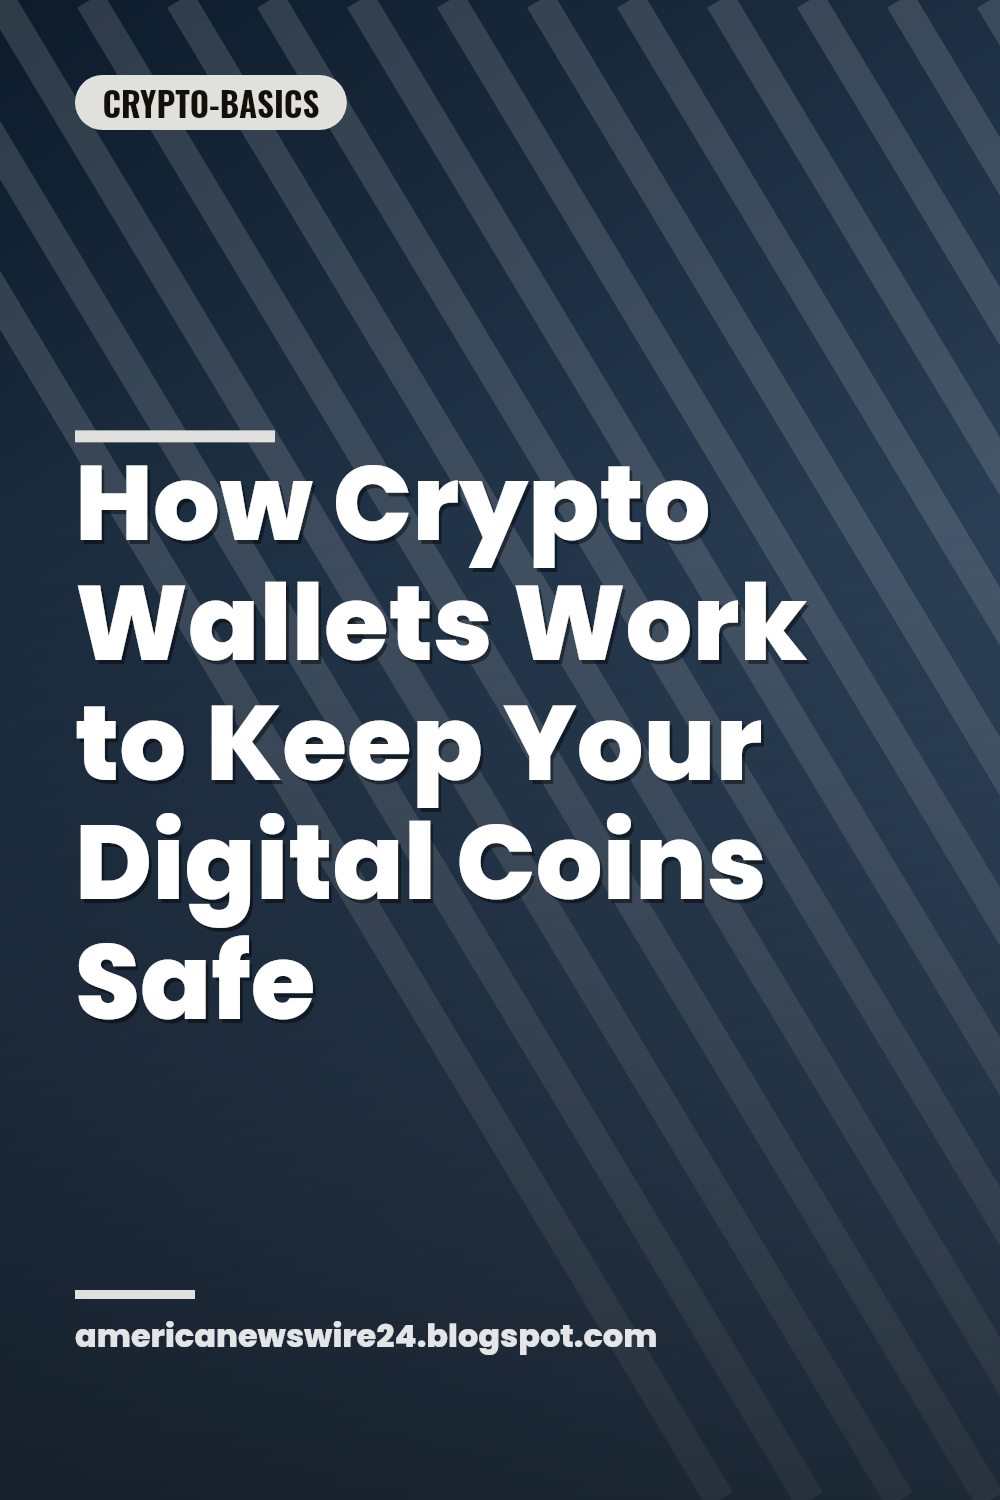 CRYPTO-BASICS
How Crypto
Wallets Work
to Keep Your
Digital Coins
Safe
americanewswire24.blogspot.com